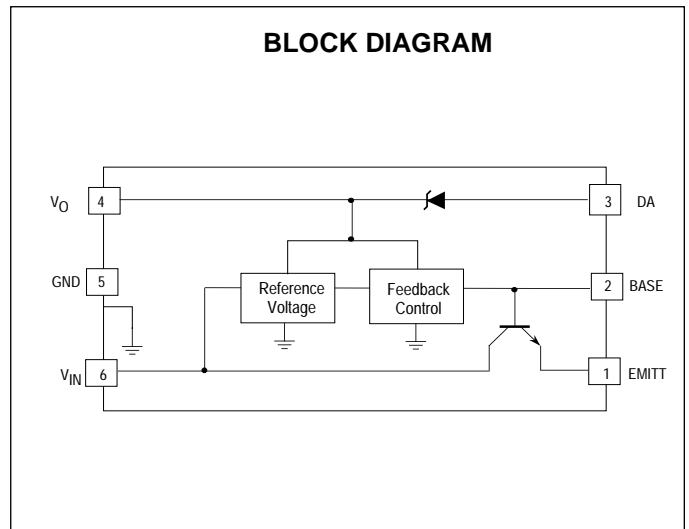 BLOCK DIAGRAM
VO 4
3 DA
GND 5
Reference
Voltage
Feedback
Control
2 BASE
VIN 6
1 EMITT